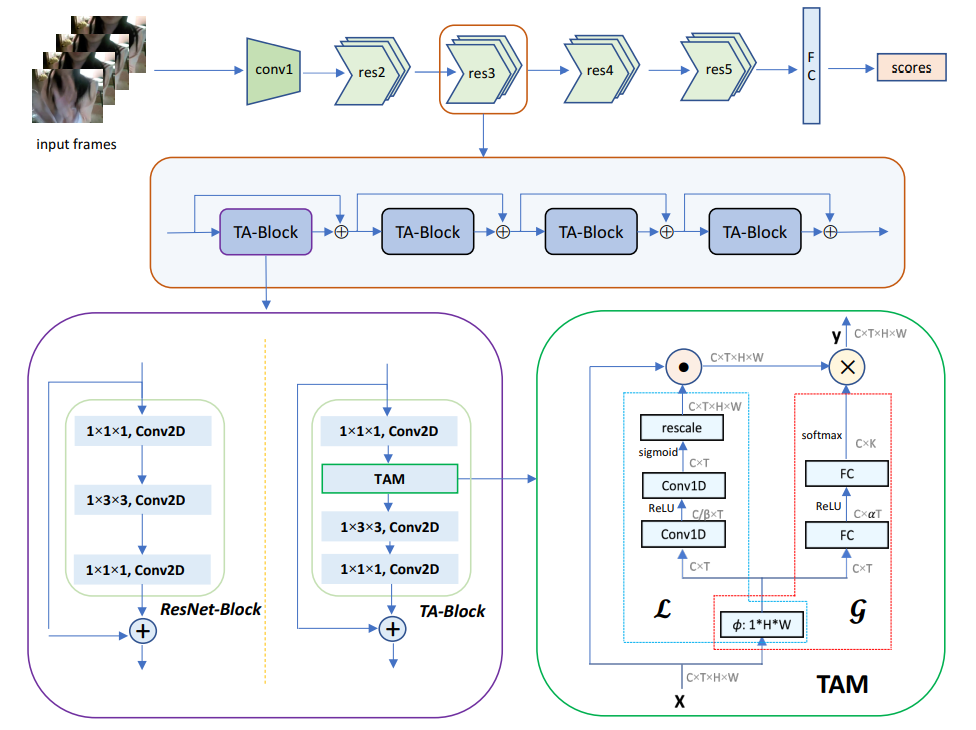 conv1
res2
res3
res4
res5
F
C
scores
input frames
TA-Block
TA-Block
TA-Block
TA-Block
1×1×1, Conv2D
1×3×3, Conv2D
1×1×1, Conv2D
ResNet-Block
1×1×1, Conv2D
TAM
1×3×3, Conv2D
1×1×1, Conv2D
TA-Block
y
C×T×H×W
C×T×H×W
C×T×H×W
rescale
sigmoid
C×T
Conv1D
ReLU
C/β×T
Conv1D
C×T
ℒ
softmax
C×K
FC
ReLU
C×αT
FC
C×T
𝒢
ϕ: 1*H*W
C×T×H×W
X
TAM